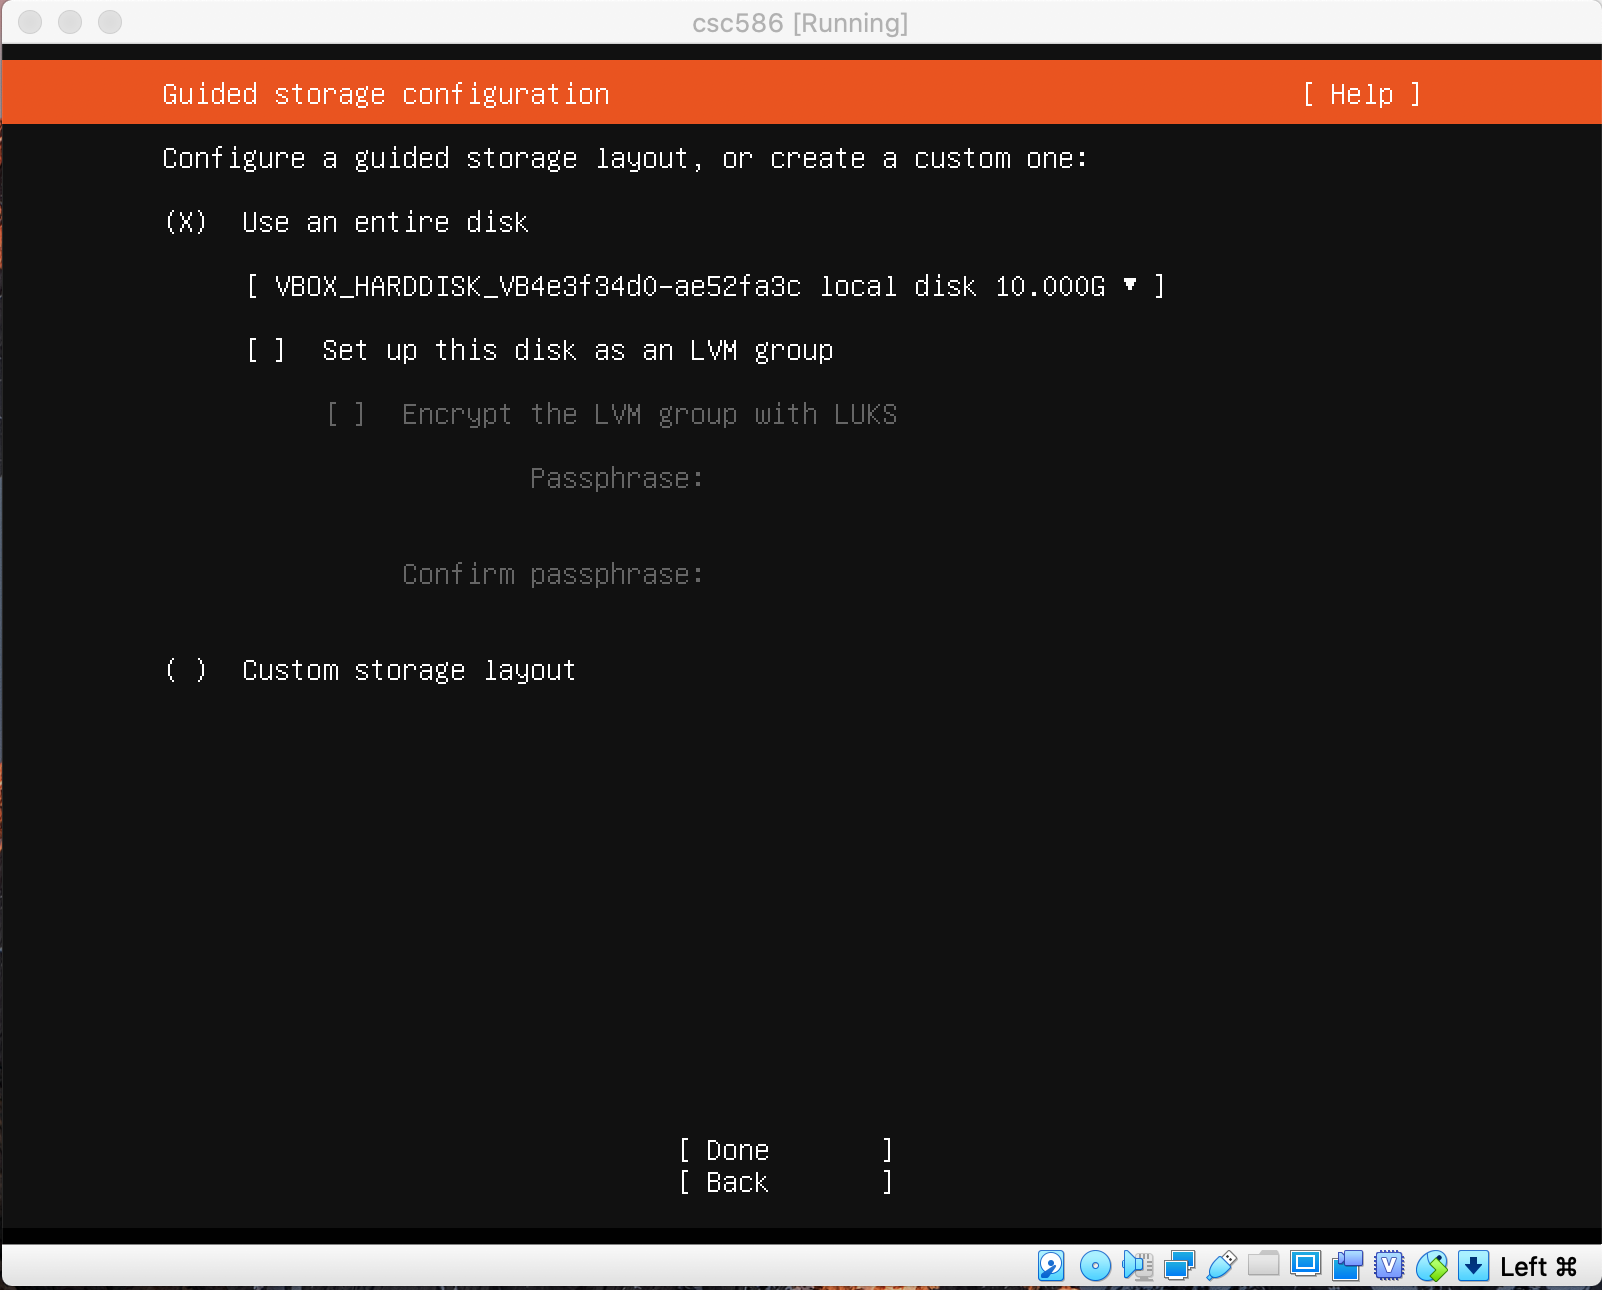 csc586 [Running]
Guided storage configuration [ Help ]
Configure a guided storage layout, or create a custom one:
(X) Use an entire disk
[ VBOX_HARDDISK_VB4e3f34d0-ae52fa3c local disk 10.000G ▼ ]
[ ] Set up this disk as an LVM group
[ ] Encrypt the LVM group with LUKS
Passphrase:
Confirm passphrase:
( ) Custom storage layout
[ Done ]
[ Back ]
Left ⌘